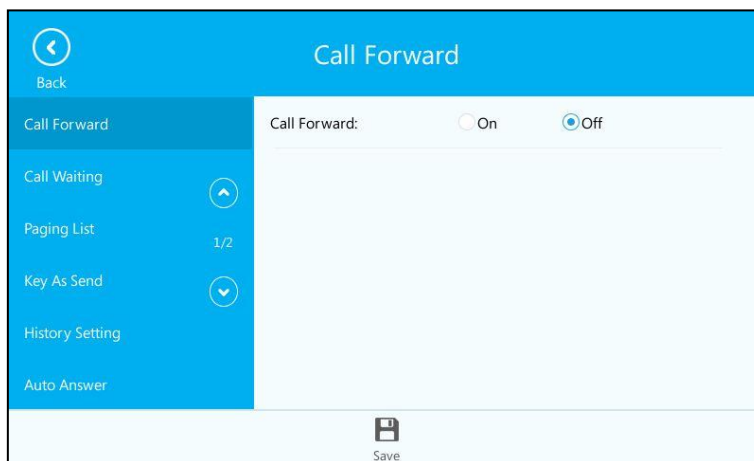 Call Forward
Back
Call Forward
Call Forward: On Off
Call Waiting
Paging List
1/2
Key As Send
History Setting
Auto Answer
Save